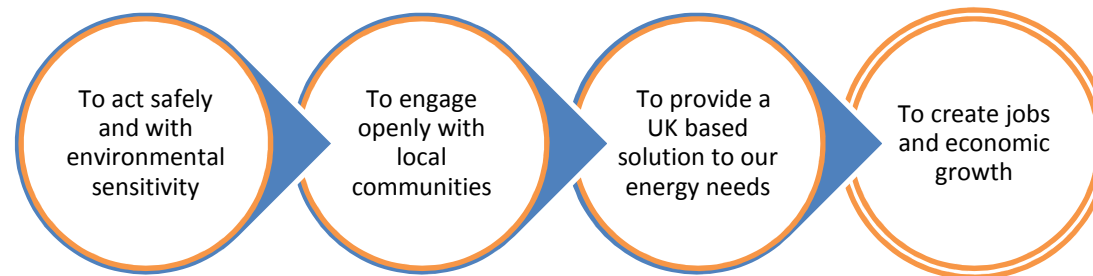 To act safely
and with
environmental
sensitivity
To engage
openly with
local
communities
To provide a
UK based
solution to our
energy needs
To create jobs
and economic
growth